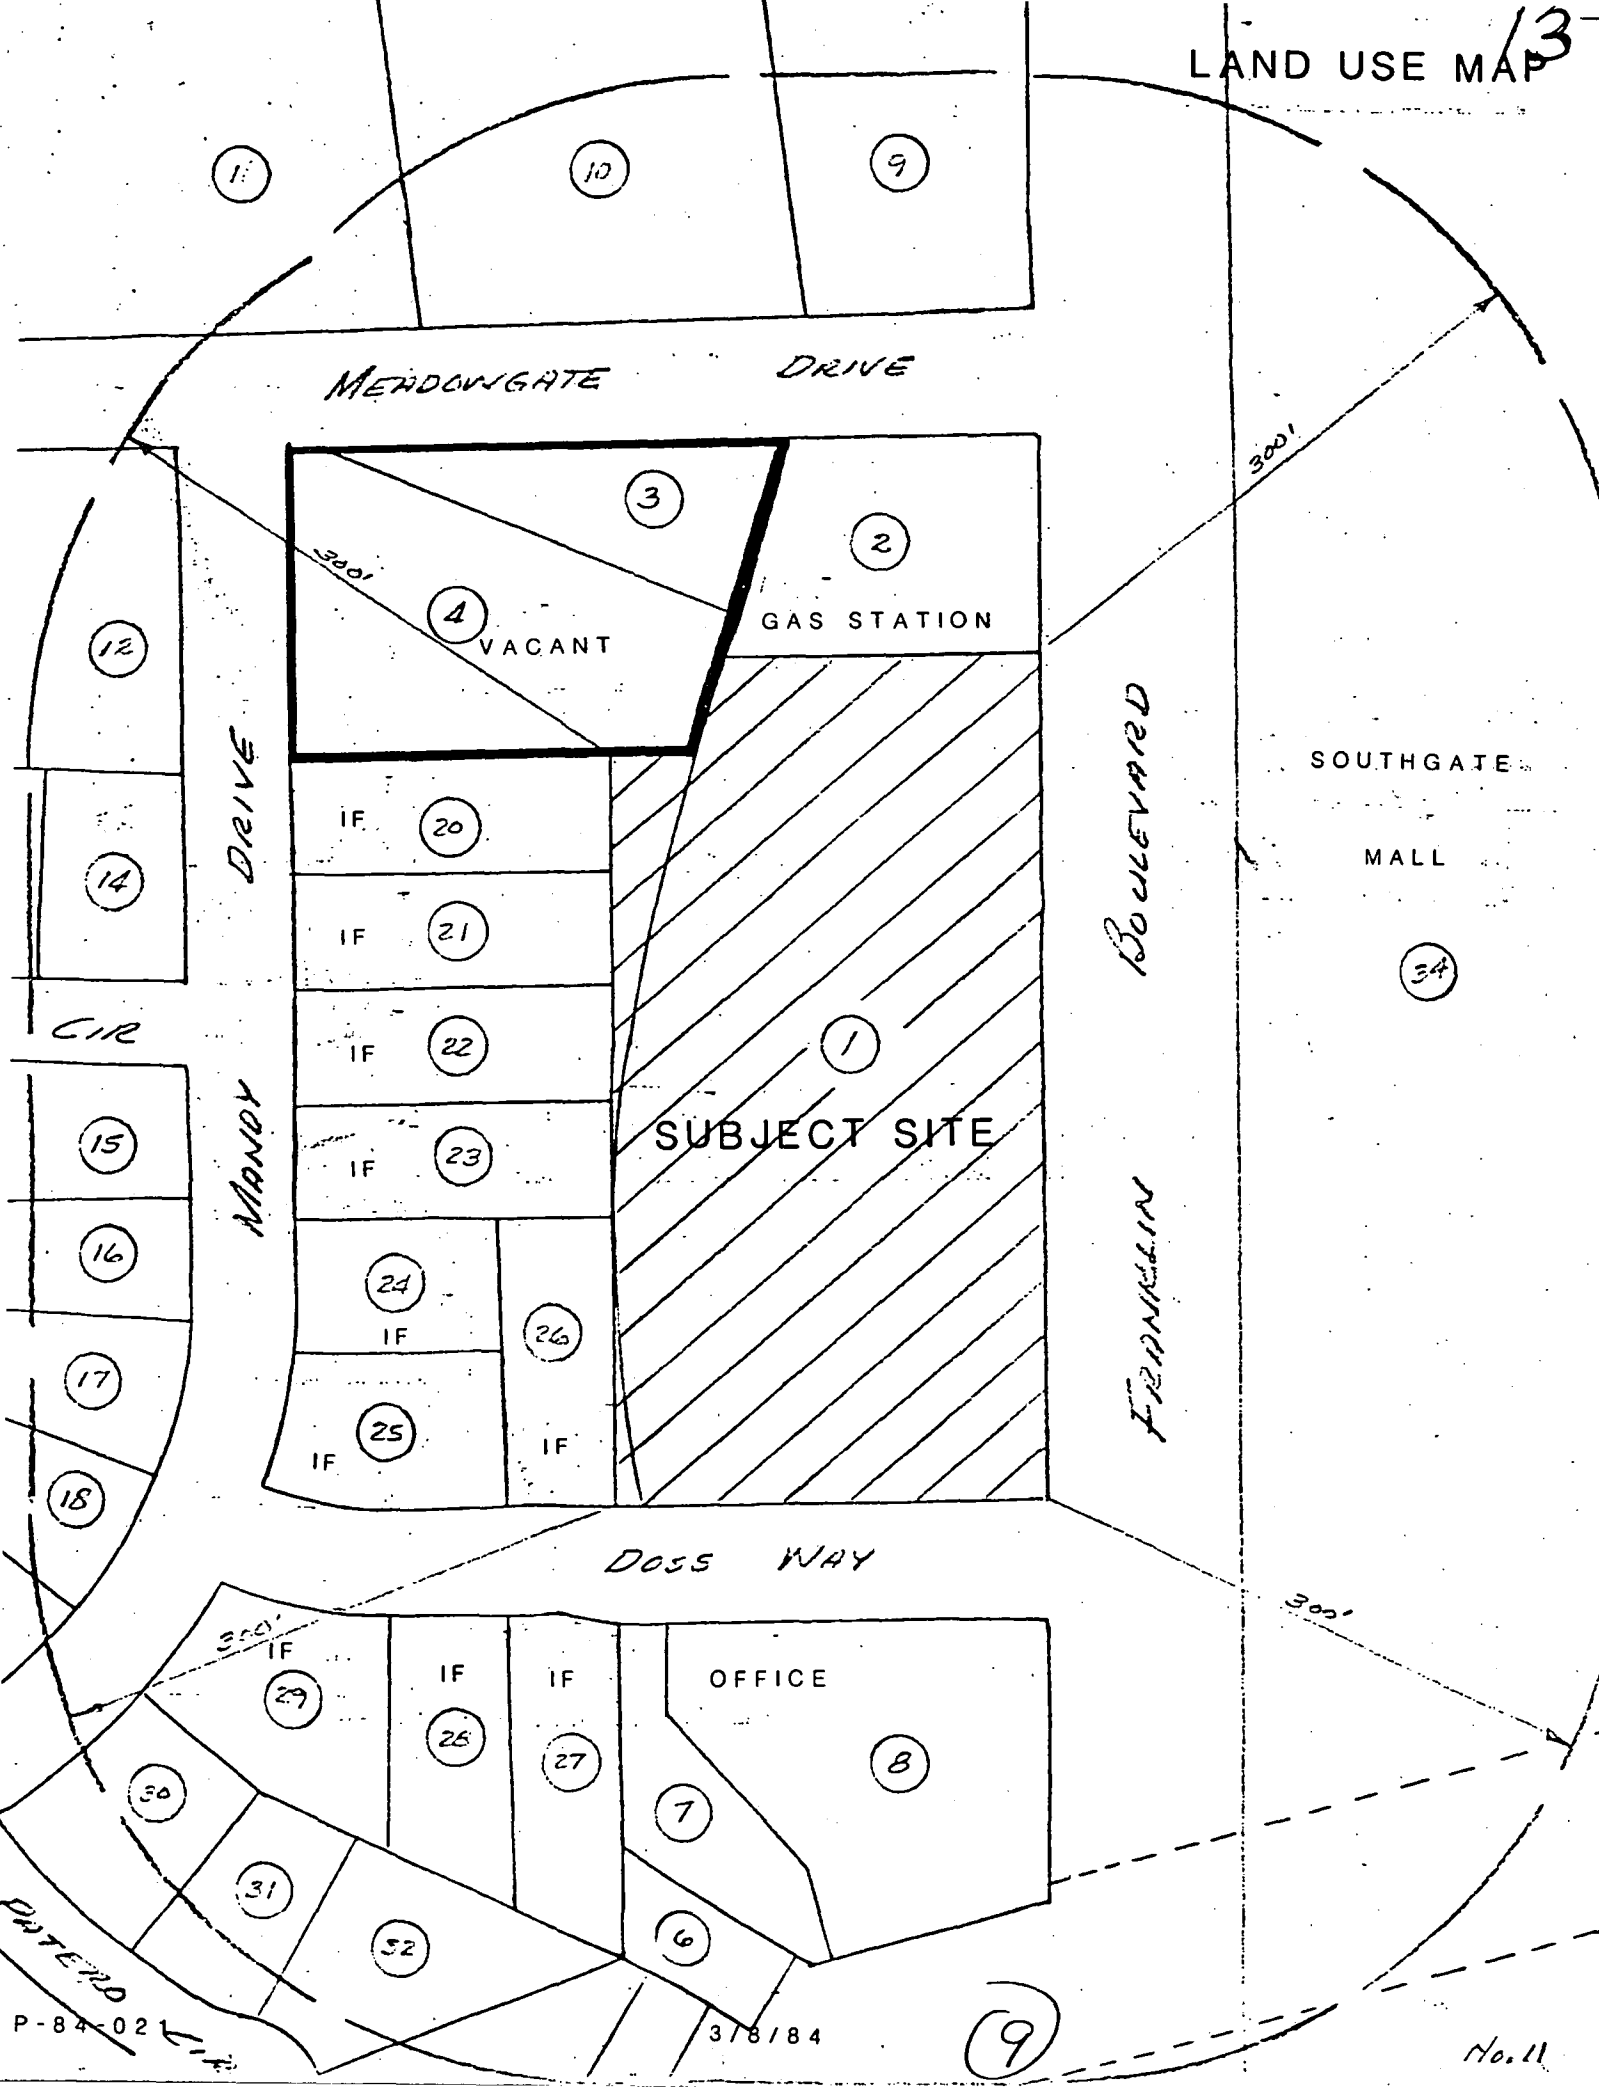 13-
LAND USE MAP
11
10
9
MEADOWGATE DRIVE
3
2
GAS STATION
300'
300'
4
VACANT
12
SOUTHGATE
MALL
34
BOULEVARD
FRANKLIN
DRIVE
MANDY
14
CIR
IF 20
IF 21
IF 22
IF 23
1
SUBJECT SITE
15
16
17
18
24
IF
26
IF
25
IF
DOSS WAY
300'
300'
IF
29
IF
28
IF
27
OFFICE
8
7
6
30
31
32
CIR
P-84-021
3/8/84
9
No. 11